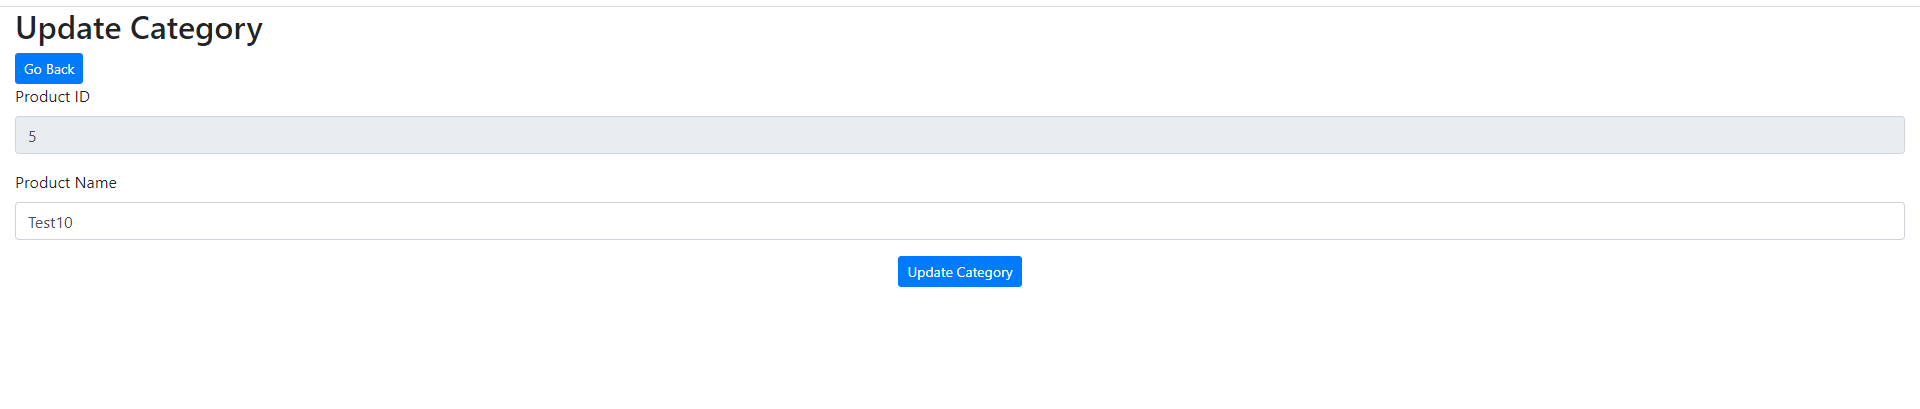 Update Category
Go Back
Product ID
5
Product Name
Test10
Update Category